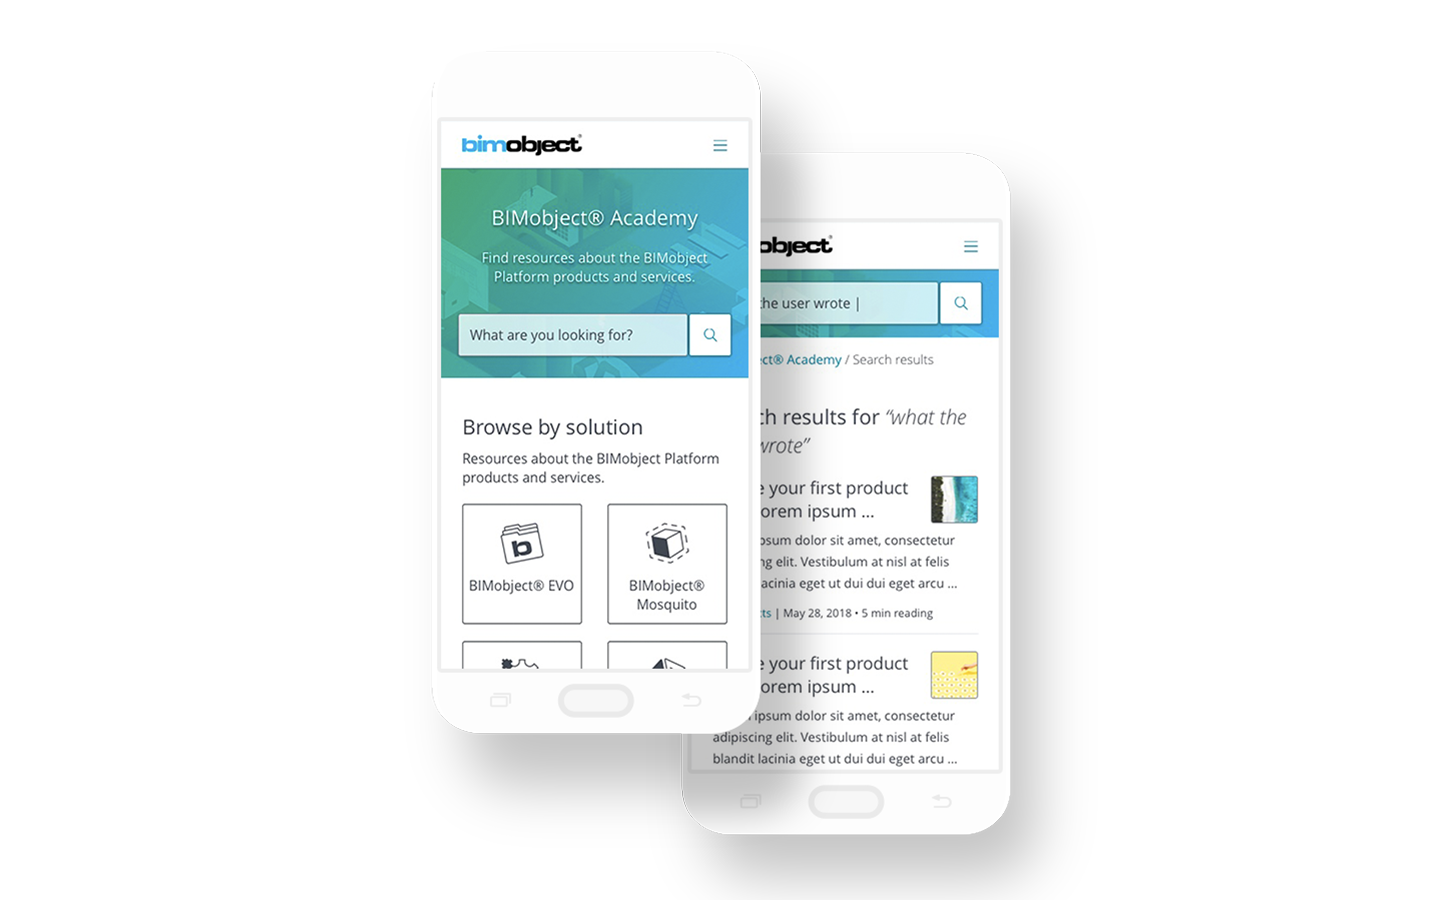 bimobject®
BIMobject® Academy
Find resources about the BIMobject
Platform products and services.
What are you looking for?
Browse by solution
Resources about the BIMobject Platform
products and services.
BIMobject® EVO
BIMobject®
Mosquito
object®
the user wrote |
ct® Academy / Search results
ch results for “what the
wrote”
e your first product
orem ipsum ...
psum dolor sit amet, consectetur
ng elit. Vestibulum at nisl at felis
acinia eget ut dui dui eget arcu ...
ts | May 28, 2018 • 5 min reading
e your first product
orem ipsum ...
ipsum dolor sit amet, consectetur
adipiscing elit. Vestibulum at nisl at felis
blandit lacinia eget ut dui dui eget arcu ...